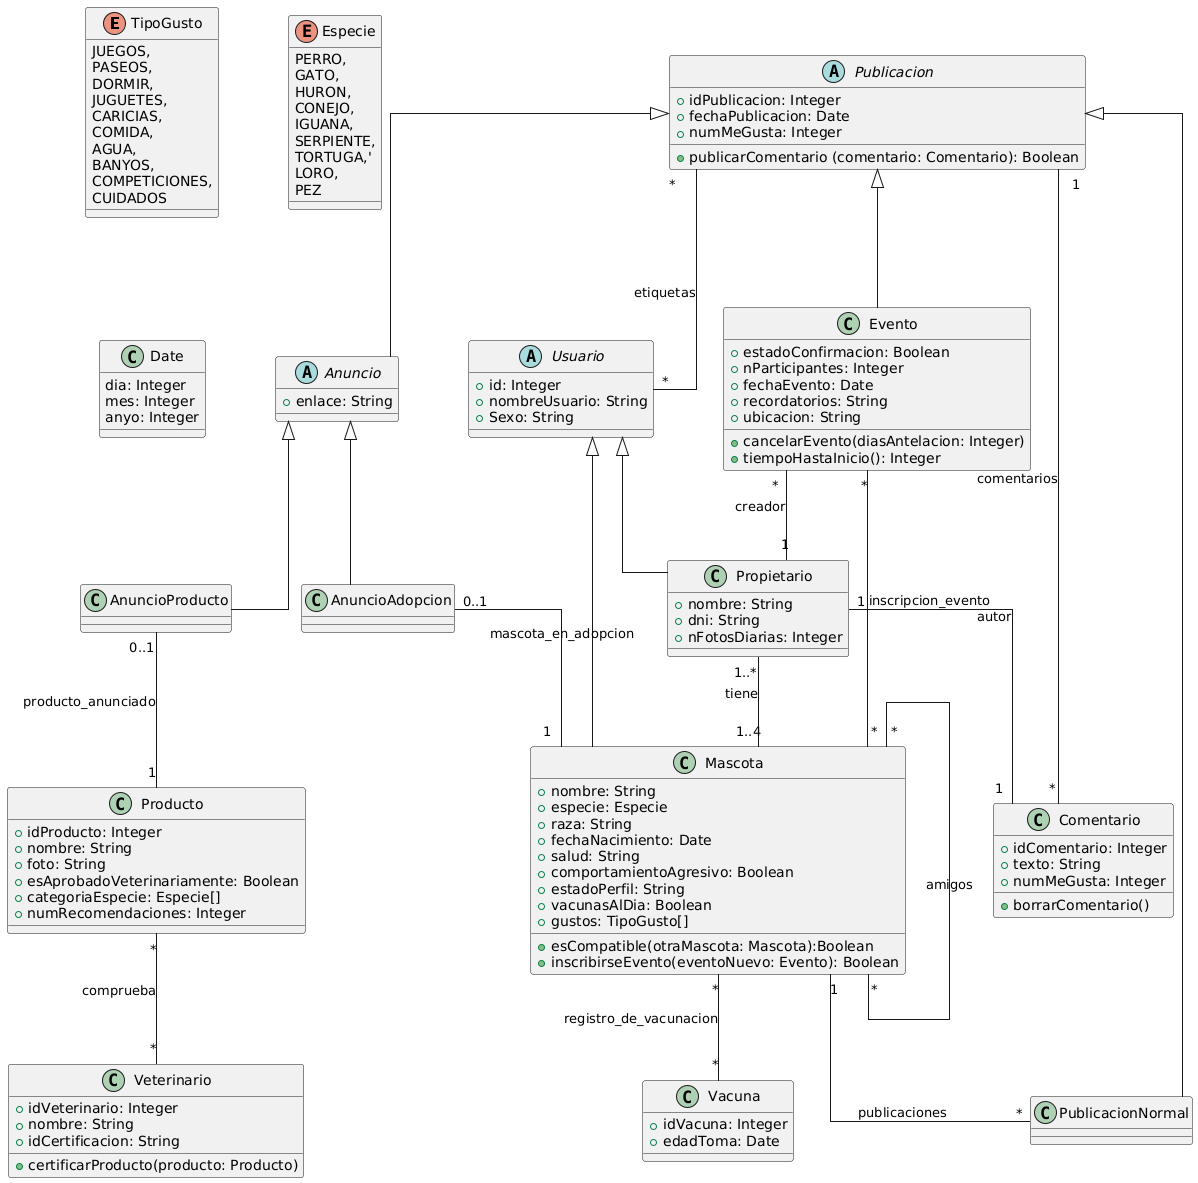 E TipoGusto
JUEGOS,
PASEOS,
DORMIR,
JUGUETES,
CARICIAS,
COMIDA,
AGUA,
BANYOS,
COMPETICIONES,
CUIDADOS
E Especie
PERRO,
GATO,
HURON,
CONEJO,
IGUANA,
SERPIENTE,
TORTUGA,'
LORO,
PEZ
A Publicacion
idPublicacion: Integer
fechaPublicacion: Date
numMeGusta: Integer
publicarComentario (comentario: Comentario): Boolean
*
1
etiquetas
C Date
dia: Integer
mes: Integer
anyo: Integer
A Anuncio
enlace: String
A Usuario
id: Integer
nombreUsuario: String
Sexo: String
*
C Evento
estadoConfirmacion: Boolean
nParticipantes: Integer
fechaEvento: Date
recordatorios: String
ubicacion: String
cancelarEvento(diasAntelacion: Integer)
tiempoHastaInicio(): Integer
comentarios
*
*
creador
1
C AnuncioProducto
C AnuncioAdopcion
0..1
mascota_en_adopcion
C Propietario
nombre: String
dni: String
nFotosDiarias: Integer
1
inscripcion_evento
autor
0..1
producto_anunciado
1
1..*
tiene
1..4
1
*
*
1
*
C Producto
idProducto: Integer
nombre: String
foto: String
esAprobadoVeterinariamente: Boolean
categoriaEspecie: Especie[]
numRecomendaciones: Integer
C Mascota
nombre: String
especie: Especie
raza: String
fechaNacimiento: Date
salud: String
comportamientoAgresivo: Boolean
estadoPerfil: String
vacunasAlDia: Boolean
gustos: TipoGusto[]
esCompatible(otraMascota: Mascota):Boolean
inscribirseEvento(eventoNuevo: Evento): Boolean
amigos
C Comentario
idComentario: Integer
texto: String
numMeGusta: Integer
borrarComentario()
*
comprueba
*
*
registro_de_vacunacion
*
1
*
publicaciones
*
C Veterinario
idVeterinario: Integer
nombre: String
idCertificacion: String
certificarProducto(producto: Producto)
C Vacuna
idVacuna: Integer
edadToma: Date
C PublicacionNormal